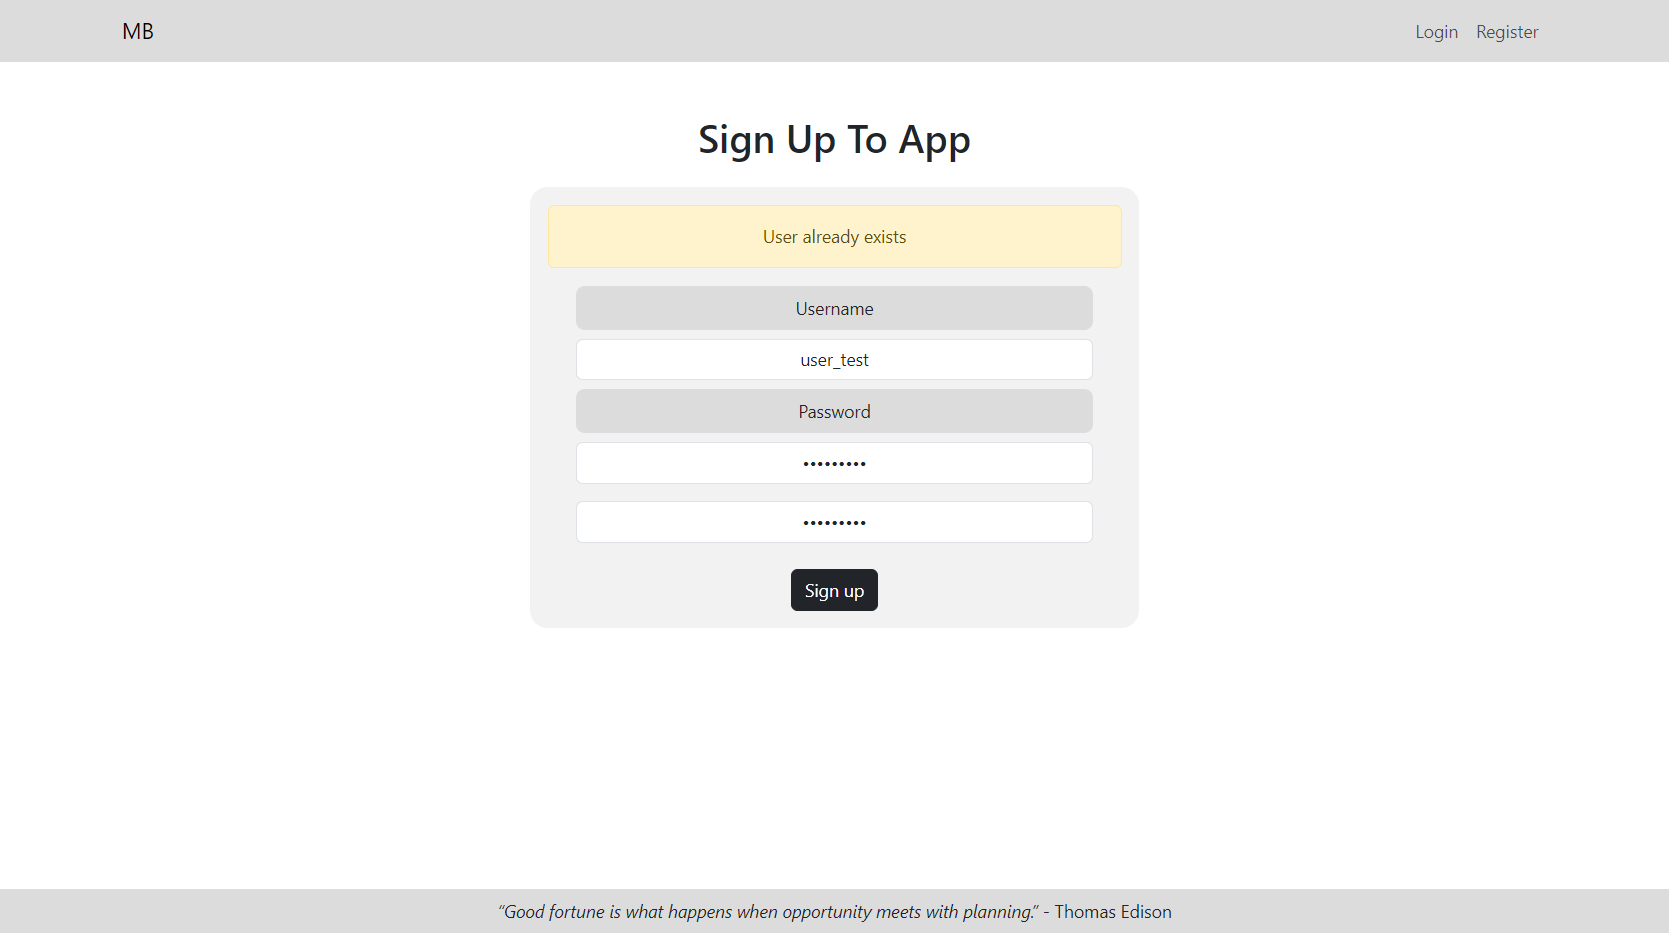 MB
Login Register
Sign Up To App
User already exists
Username
user_test
Password
•••••••••
•••••••••
Sign up
“Good fortune is what happens when opportunity meets with planning.” - Thomas Edison